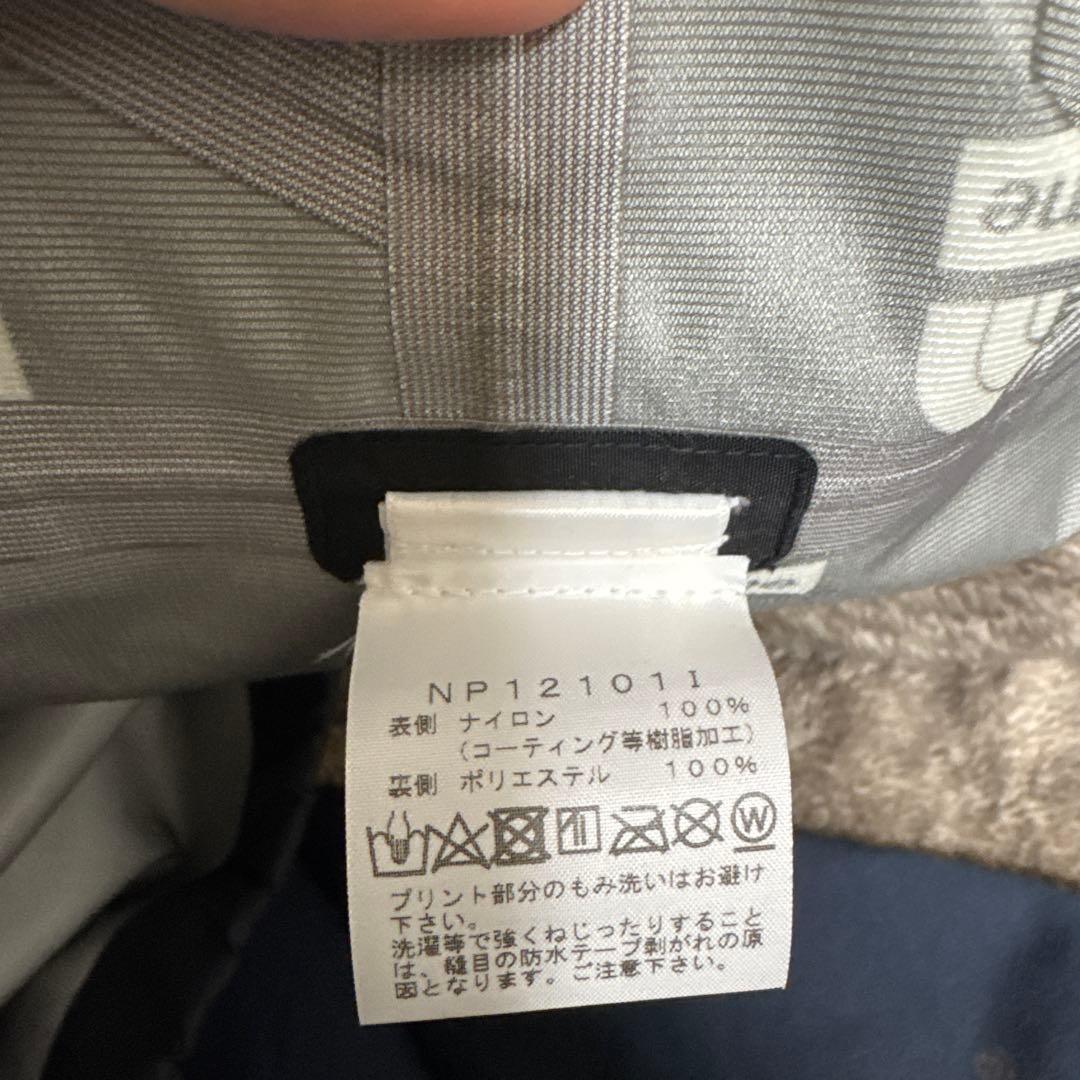 NP12101I
表側 ナイロン 100%
(コーティング等樹脂加工)
裏側 ポリエステル 100%
W
プリント部分のもみ洗いはお避け
下さい。
洗濯等で強くねじったりすること
は、縫目の防水テープ剥がれの原
因となります。ご注意下さい。